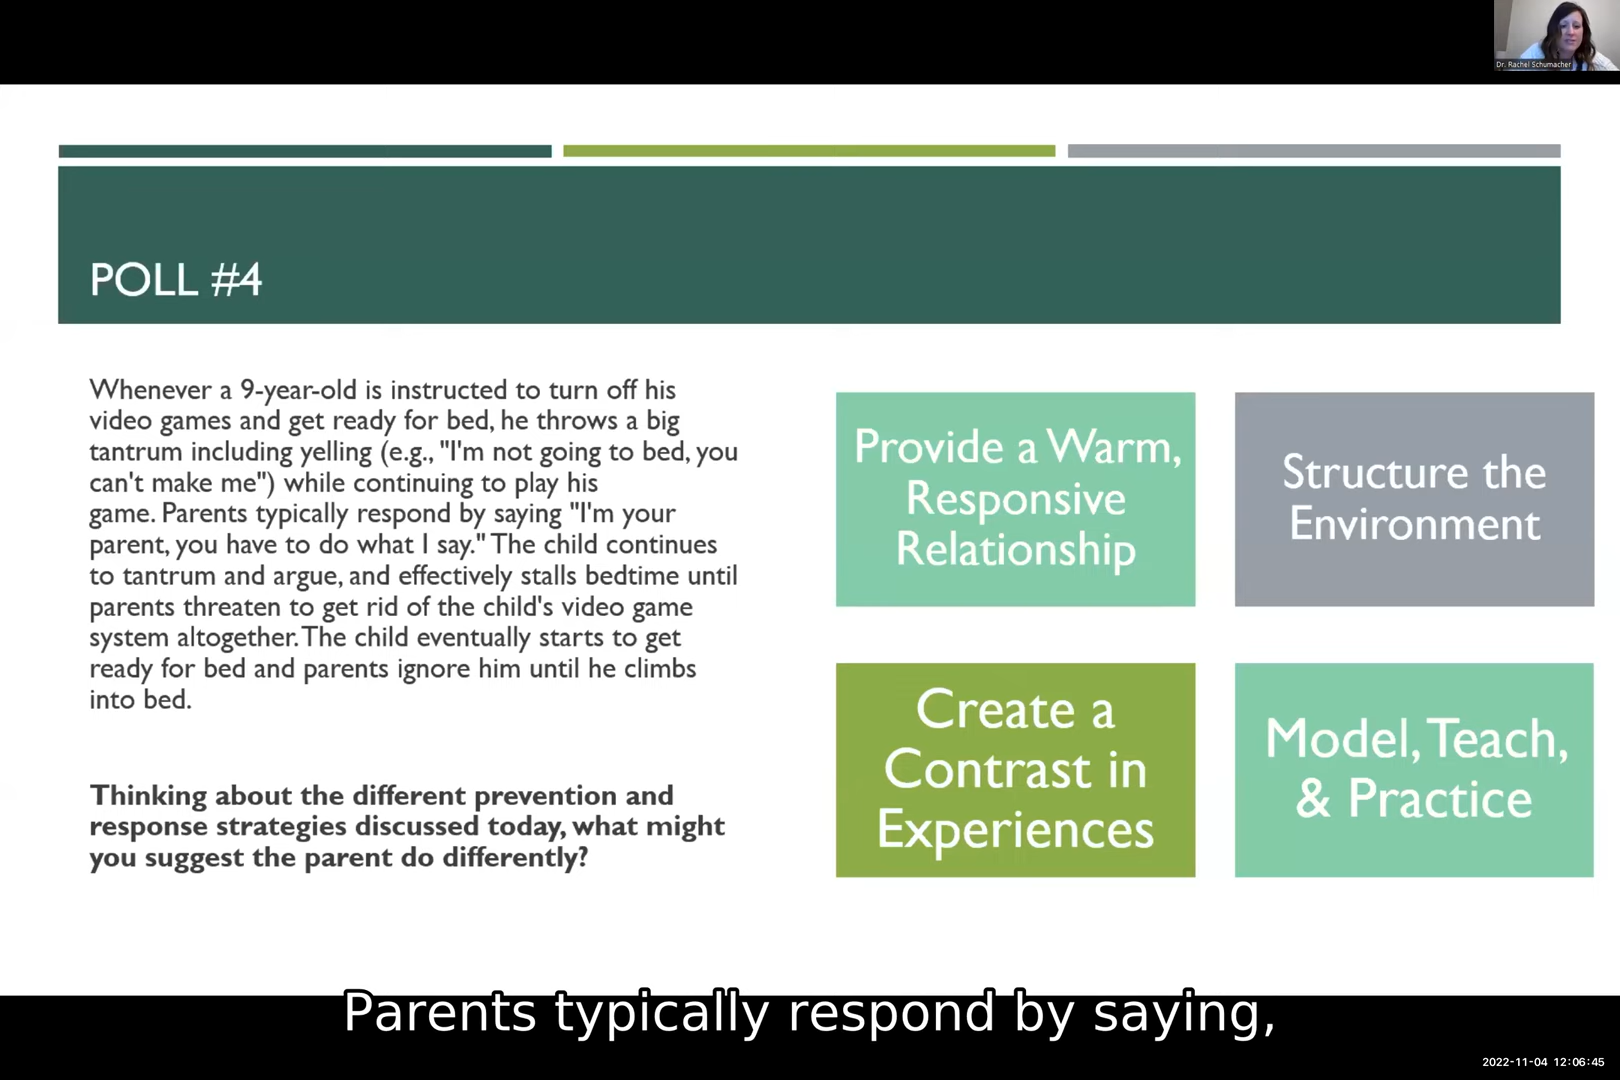 Dr. Rachel Schumacher
POLL #4
Whenever a 9-year-old is instructed to turn off his
video games and get ready for bed, he throws a big
tantrum including yelling (e.g., "I'm not going to bed, you
can't make me") while continuing to play his
game. Parents typically respond by saying "I'm your
parent, you have to do what I say." The child continues
to tantrum and argue, and effectively stalls bedtime until
parents threaten to get rid of the child's video game
system altogether. The child eventually starts to get
ready for bed and parents ignore him until he climbs
into bed.
Thinking about the different prevention and
response strategies discussed today, what might
you suggest the parent do differently?
Provide a Warm,
Responsive
Relationship
Structure the
Environment
Create a
Contrast in
Experiences
Model, Teach,
& Practice
Parents typically respond by saying,
2022-11-04 12:06:45